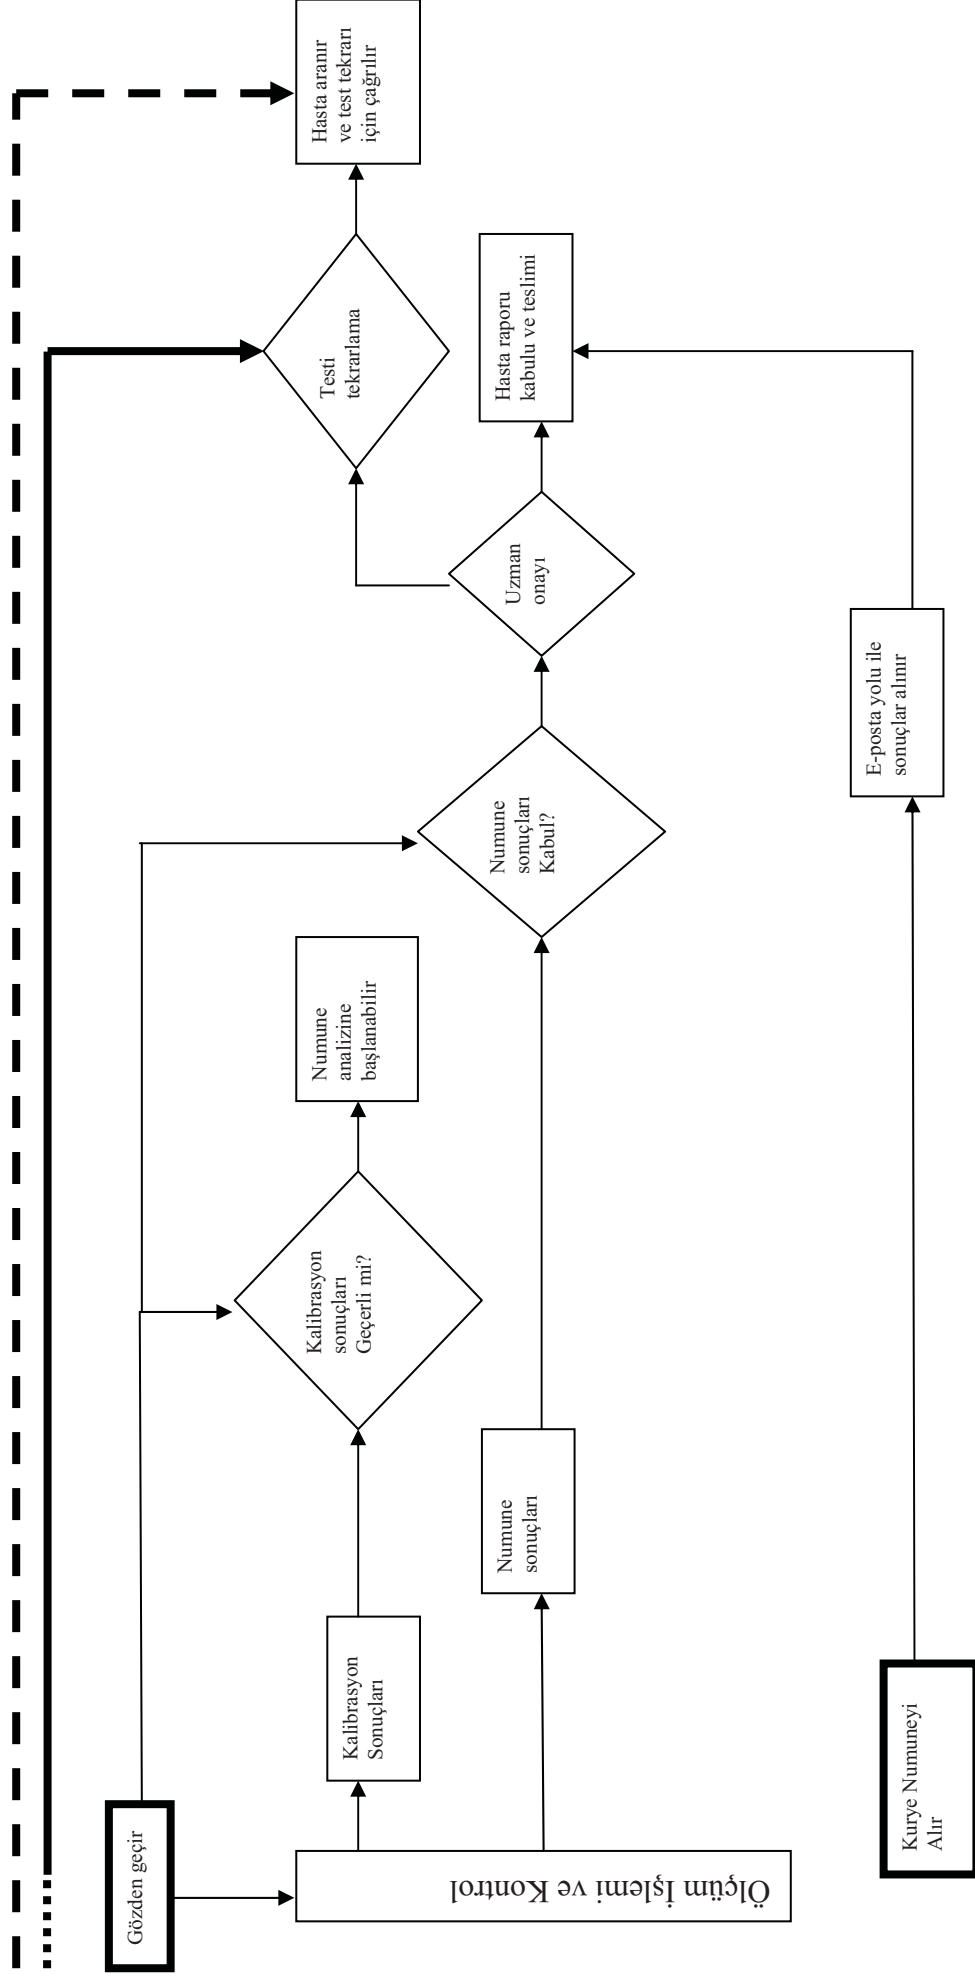 Gözden geçir
Ölçüm İşlemi ve Kontrol
Kalibrasyon
Sonuçları
Kalibrasyon
sonuçları
Geçerli mi?
Numune
analizine
başlanabilir
Testi
tekrarlama
Hasta aranır
ve test tekrarı
için çağrılır
Numune
sonuçları
Numune
sonuçları
Kabul?
Uzman
onayı
Hasta raporu
kabulu ve teslimi
Kurye Numuneyi
Alır
E-posta yolu ile
sonuçlar alınır